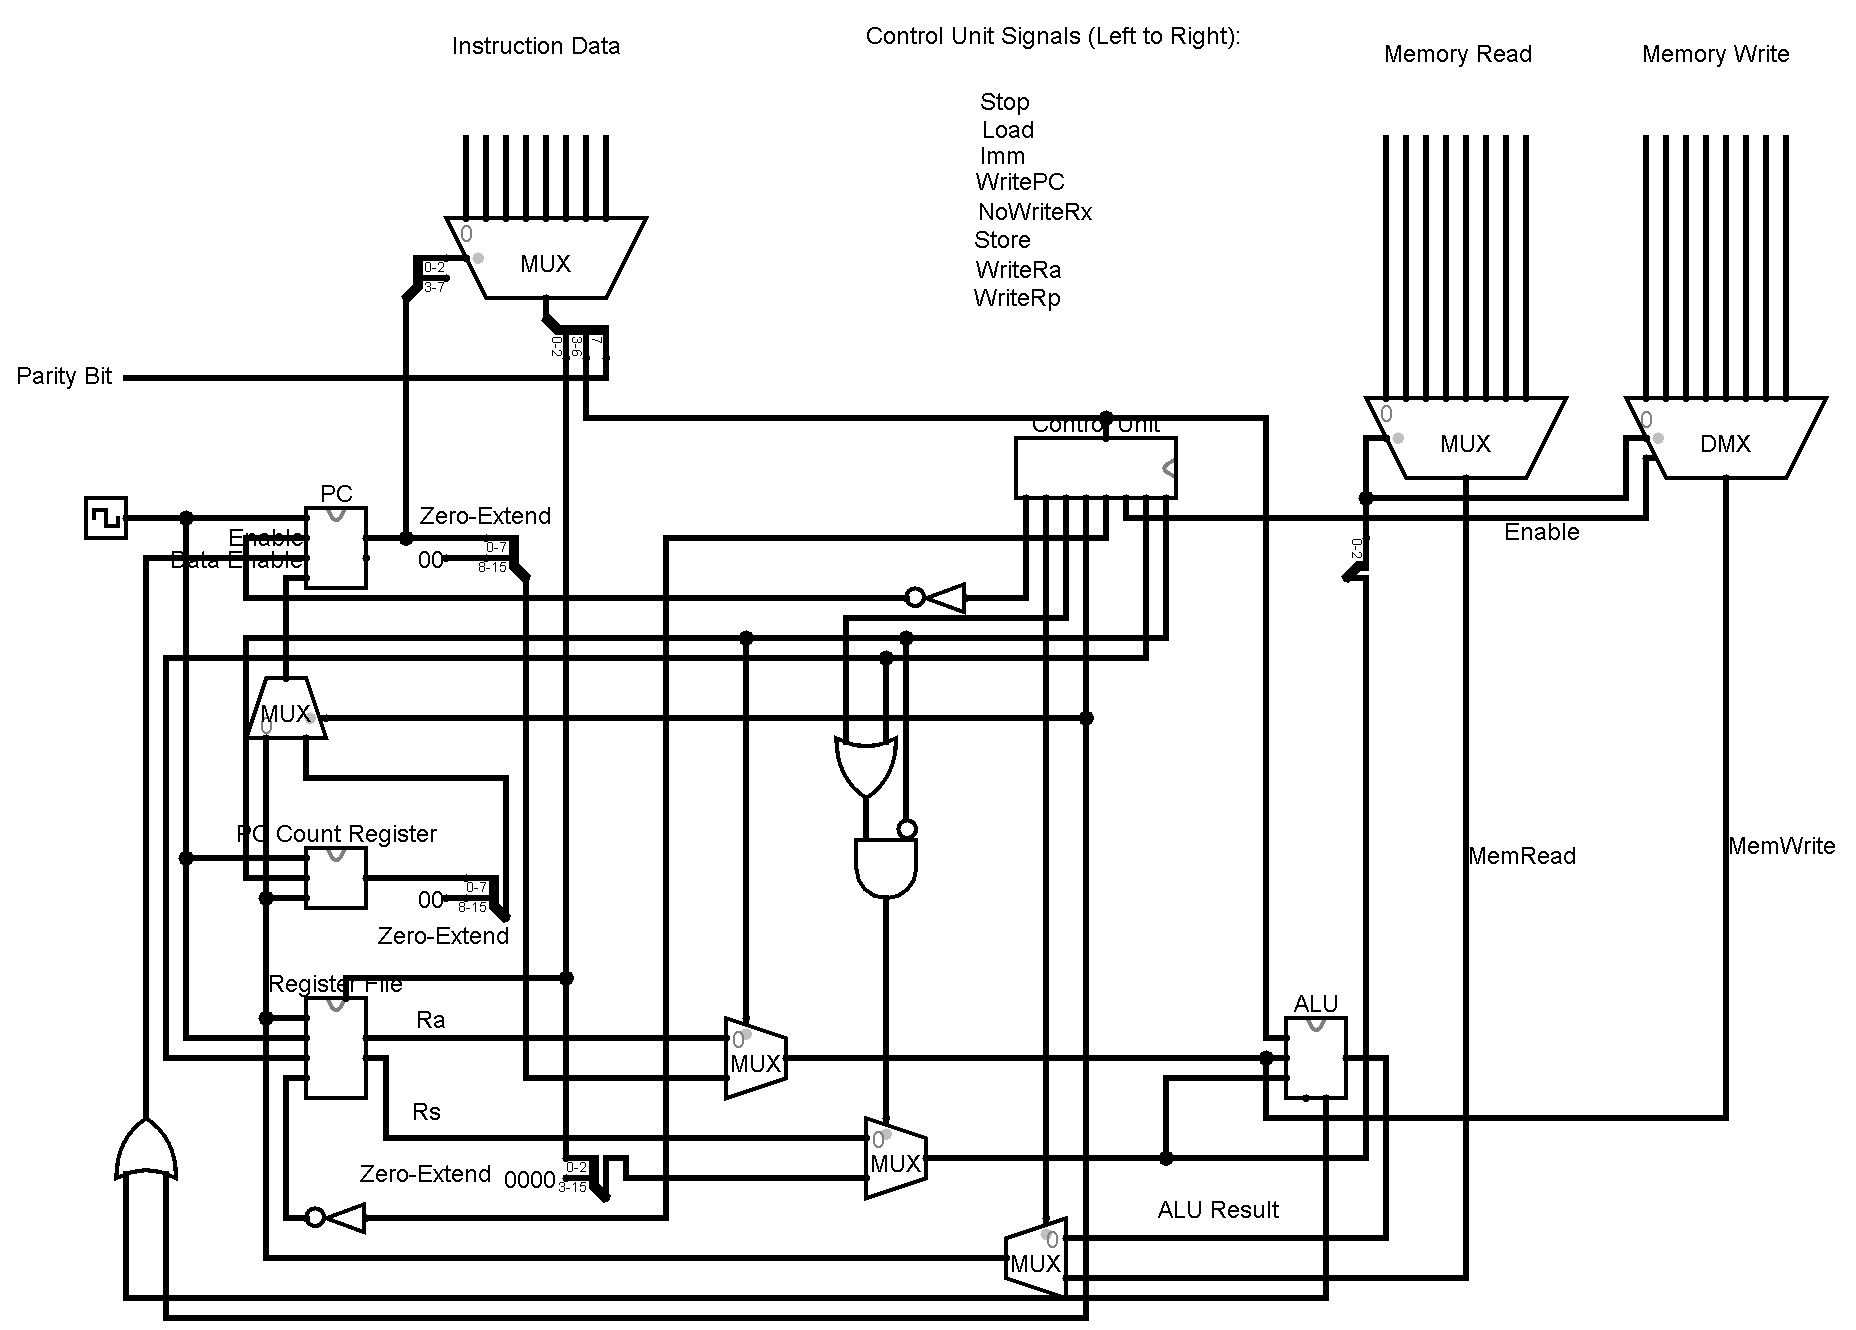 Instruction Data
Control Unit Signals (Left to Right):
Memory Read
Memory Write
Stop
Load
Imm
WritePC
NoWriteRx
Store
WriteRa
WriteRp
0
MUX
0-2
3-7
0-2
3-6
7
Parity Bit
Control Unit
0
MUX
0
DMX
PC
Zero-Extend
Enable
Data Enable
00
0-7
8-15
Enable
0-2
MUX
0
PC Count Register
00
0-7
8-15
Zero-Extend
MemRead
MemWrite
Register File
Ra
0
MUX
ALU
Rs
0
MUX
Zero-Extend
0000
0-2
3-15
ALU Result
0
MUX